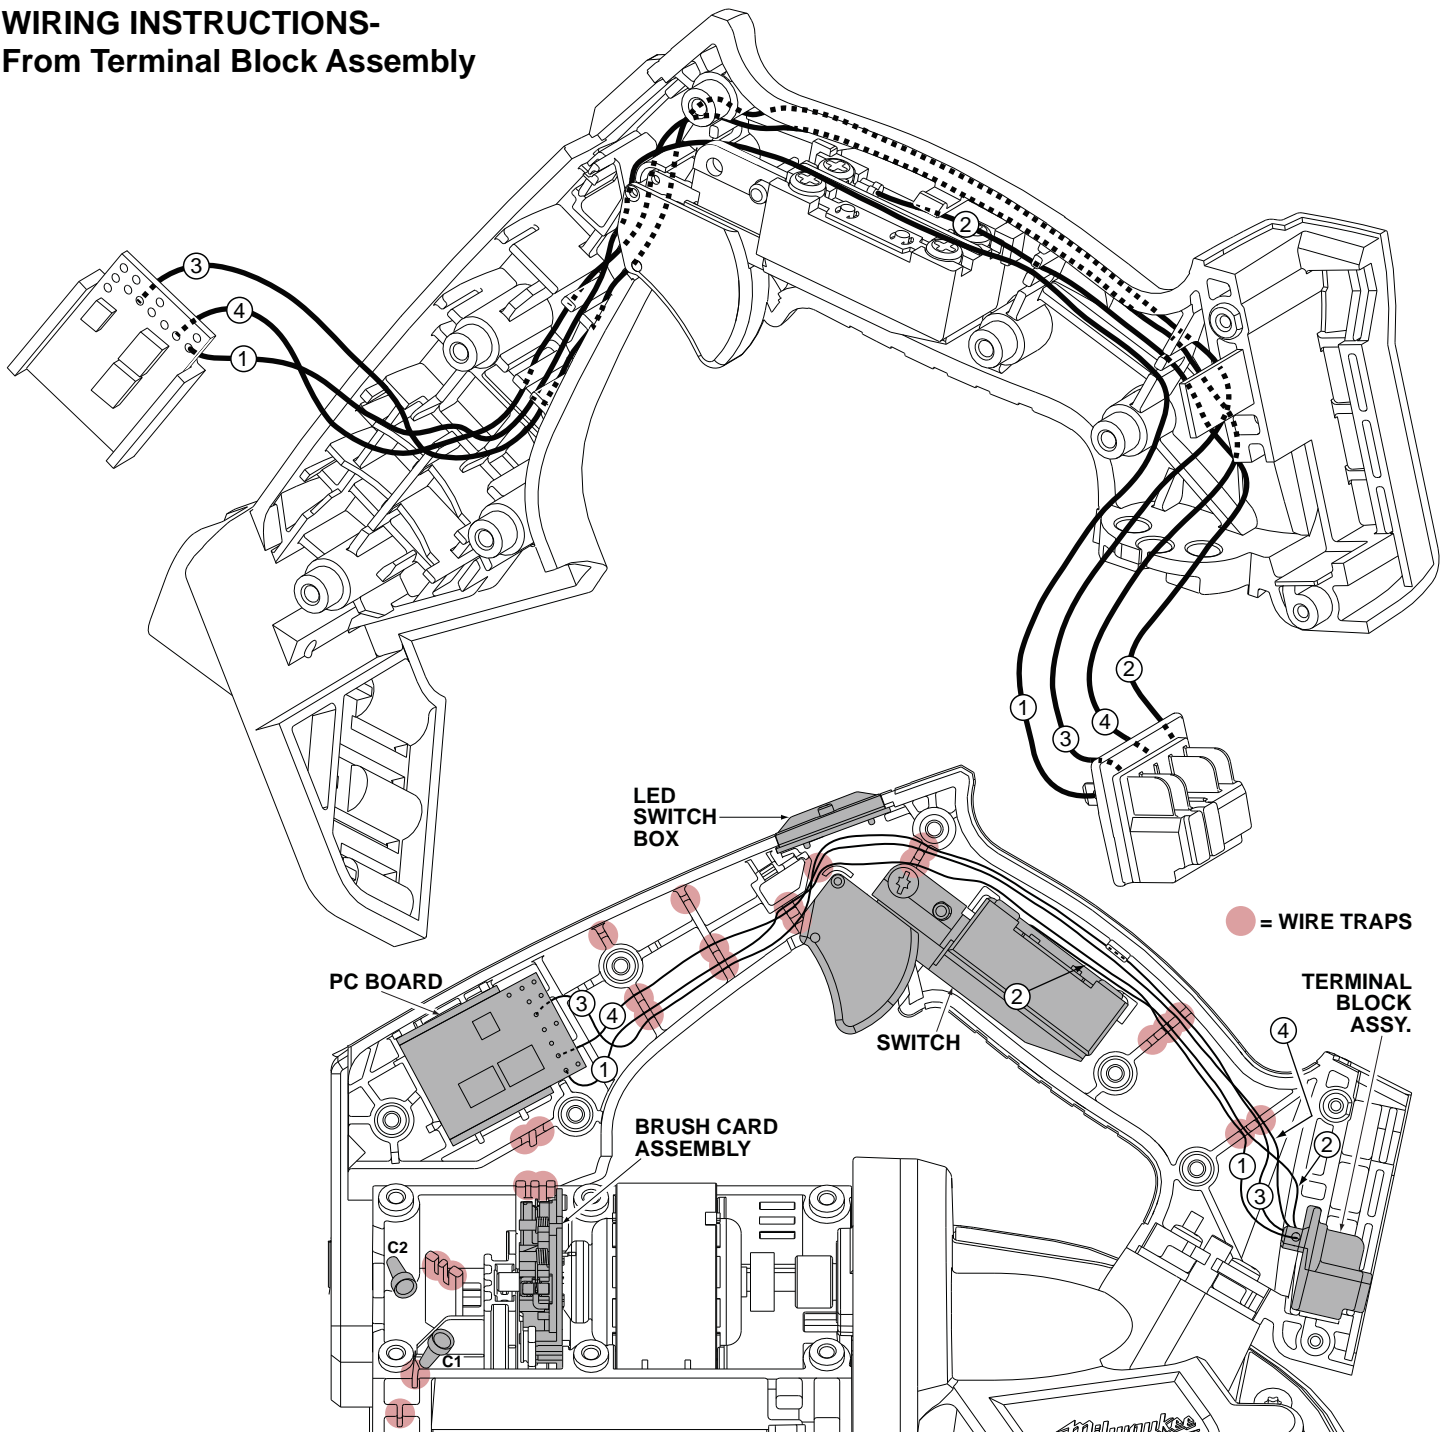 WIRING INSTRUCTIONS-
From Terminal Block Assembly
3
4
1
2
1
3
4
2
LED
SWITCH
BOX
= WIRE TRAPS
PC BOARD
TERMINAL
BLOCK
ASSY.
3
4
1
2
SWITCH
4
BRUSH CARD
ASSEMBLY
1
2
3
C2
C1
Milwaukee